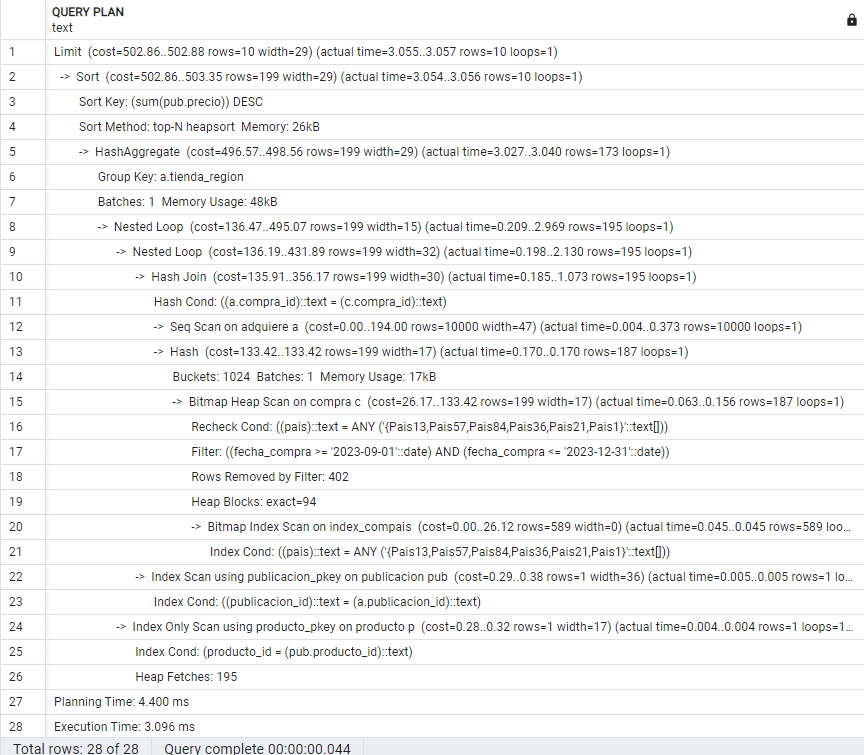 QUERY PLAN
text
1 Limit (cost=502.86..502.88 rows=10 width=29) (actual time=3.055..3.057 rows=10 loops=1)
2 -> Sort (cost=502.86..503.35 rows=199 width=29) (actual time=3.054..3.056 rows=10 loops=1)
3 Sort Key: (sum(pub.precio)) DESC
4 Sort Method: top-N heapsort Memory: 26kB
5 -> HashAggregate (cost=496.57..498.56 rows=199 width=29) (actual time=3.027..3.040 rows=173 loops=1)
6 Group Key: a.tienda_region
7 Batches: 1 Memory Usage: 48kB
8 -> Nested Loop (cost=136.47..495.07 rows=199 width=15) (actual time=0.209..2.969 rows=195 loops=1)
9 -> Nested Loop (cost=136.19..431.89 rows=199 width=32) (actual time=0.198..2.130 rows=195 loops=1)
10 -> Hash Join (cost=135.91..356.17 rows=199 width=30) (actual time=0.185..1.073 rows=195 loops=1)
11 Hash Cond: ((a.compra_id)::text = (c.compra_id)::text)
12 -> Seq Scan on adquiere a (cost=0.00..194.00 rows=10000 width=47) (actual time=0.004..0.373 rows=10000 loops=1)
13 -> Hash (cost=133.42..133.42 rows=199 width=17) (actual time=0.170..0.170 rows=187 loops=1)
14 Buckets: 1024 Batches: 1 Memory Usage: 17kB
15 -> Bitmap Heap Scan on compra c (cost=26.17..133.42 rows=199 width=17) (actual time=0.063..0.156 rows=187 loops=1)
16 Recheck Cond: ((pais)::text = ANY ('{Pais13,Pais57,Pais84,Pais36,Pais21,Pais1}'::text[]))
17 Filter: ((fecha_compra >= '2023-09-01'::date) AND (fecha_compra <= '2023-12-31'::date))
18 Rows Removed by Filter: 402
19 Heap Blocks: exact=94
20 -> Bitmap Index Scan on index_compais (cost=0.00..26.12 rows=589 width=0) (actual time=0.045..0.045 rows=589 loo...
21 Index Cond: ((pais)::text = ANY ('{Pais13,Pais57,Pais84,Pais36,Pais21,Pais1}'::text[]))
22 -> Index Scan using publicacion_pkey on publicacion pub (cost=0.29..0.38 rows=1 width=36) (actual time=0.005..0.005 rows=1 lo...
23 Index Cond: ((publicacion_id)::text = (a.publicacion_id)::text)
24 -> Index Only Scan using producto_pkey on producto p (cost=0.28..0.32 rows=1 width=17) (actual time=0.004..0.004 rows=1 loops=1...
25 Index Cond: (producto_id = (pub.producto_id)::text)
26 Heap Fetches: 195
27 Planning Time: 4.400 ms
28 Execution Time: 3.096 ms
Total rows: 28 of 28 Query complete 00:00:00.044